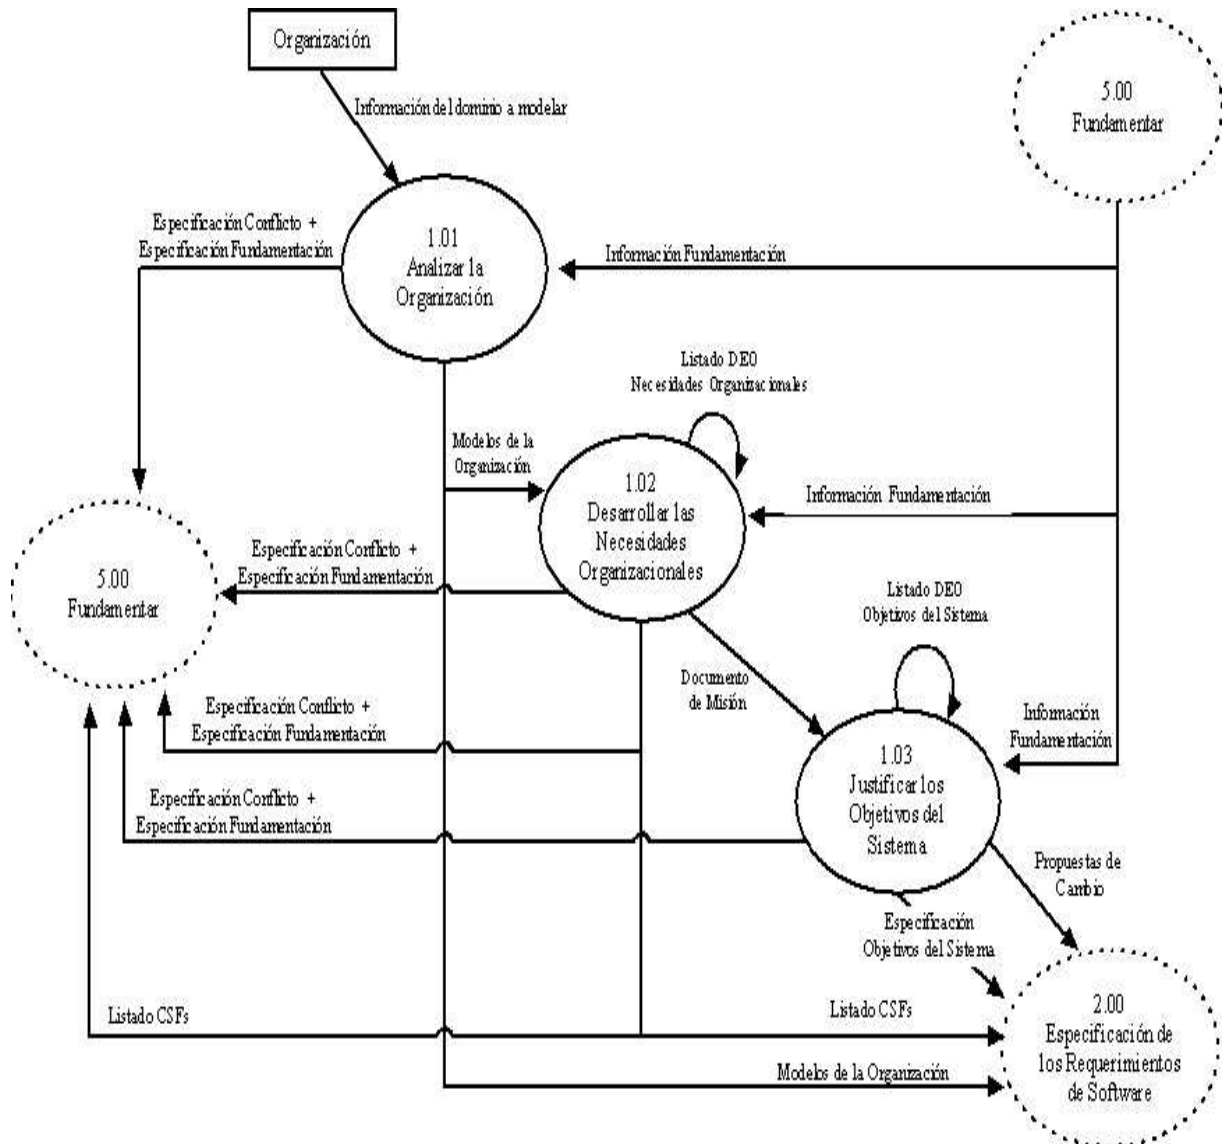 Organización
5.00
Fundamentar
Información del dominio a modelar
Especificación Conflicto +
Especificación Fundamentación
1.01
Analizar la
Organización
Información Fundamentación
Listado DEO
Necesidades Organizacionales
Modelos de la
Organización
1.02
Desarrollar las
Necesidades
Organizacionales
Información Fundamentación
Especificación Conflicto +
Especificación Fundamentación
5.00
Fundamentar
Listado DEO
Objetivos del Sistema
Documento
de Misión
Especificación Conflicto +
Especificación Fundamentación
Información
Fundamentación
1.03
Justificar los
Objetivos del
Sistema
Especificación Conflicto +
Especificación Fundamentación
Propuestas de
Cambio
Especificación
Objetivos del Sistema
Listado CSFs
Listado CSFs
2.00
Especificación de
los Requerimientos
de Software
Modelos de la Organización